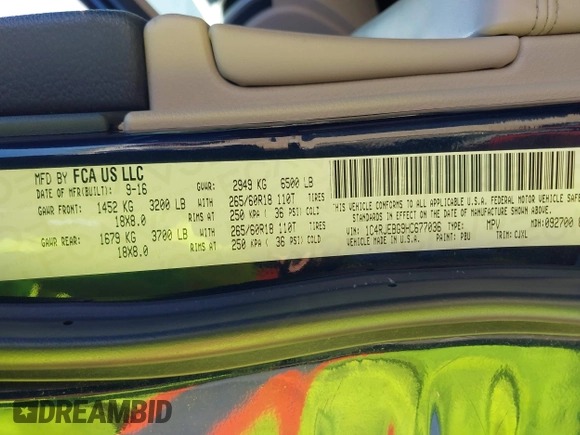 MFD BY FCA US LLC
DATE OF MFR(BUILT): 9-16 GVWR: 2949 KG 6500 LB
GAWR FRONT: 1452 KG 3200 LB TIRES AT 265/60R18 110T
18X8.0 RIMS AT 250 KPA ( 36 PSI) COLD
GAWR REAR: 1679 KG 3700 LB 265/60R18 110T
18X8.0 RIMS AT 250 KPA ( 36 PSI) COLD
THIS VEHICLE CONFORMS TO ALL APPLICABLE U.S.A. FEDERAL MOTOR VEHICLE
STANDARDS IN EFFECT ON THE DATE OF MANUFACTURE SHOWN ABOVE.
VIN: 1C4RJEBG9HC677036 TYPE: MPV MDH:092700
VEHICLE MADE IN PAINT: PBU TRIM: CJXL
DREAMBID